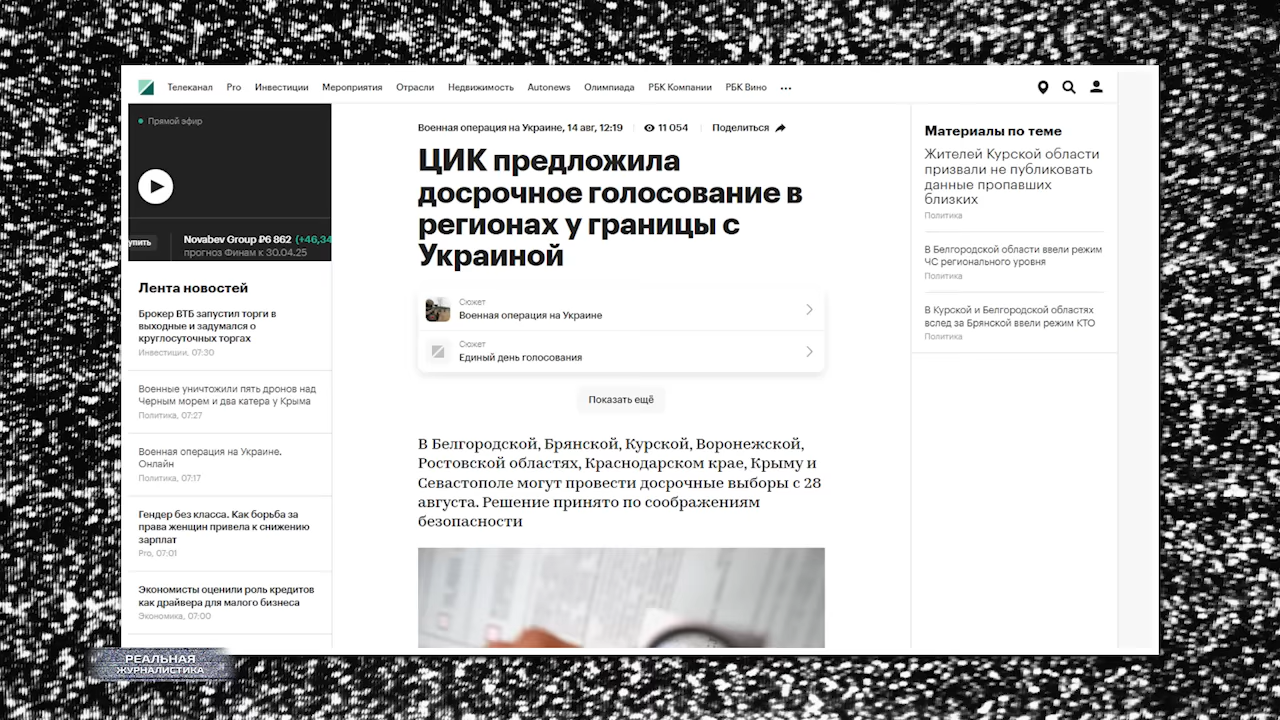 Телеканал Pro Инвестиции Мероприятия Отрасли Недвижимость Autonews Олимпиада РБК Компании РБК Вино ...
Прямой эфир
упить
Novabev Group ₽6 862 (+46,34
прогноз Финам к 30.04.25
Лента новостей
Брокер ВТБ запустил торги в
выходные и задумался о
круглосуточных торгах
Инвестиции, 07:30
Военные уничтожили пять дронов над
Черным морем и два катера у Крыма
Политика, 07:27
Военная операция на Украине.
Онлайн
Политика, 07:17
Гендер без класса. Как борьба за
права женщин привела к снижению
зарплат
Pro, 07:01
Экономисты оценили роль кредитов
как драйвера для малого бизнеса
Экономика, 07:00
Военная операция на Украине, 14 авг, 12:19 11 054 Поделиться
ЦИК предложила
досрочное голосование в
регионах у границы с
Украиной
Сюжет
Военная операция на Украине
Сюжет
Единый день голосования
Показать ещё
В Белгородской, Брянской, Курской, Воронежской,
Ростовской областях, Краснодарском крае, Крыму и
Севастополе могут провести досрочные выборы с 28
августа. Решение принято по соображениям
безопасности
Материалы по теме
Жителей Курской области
призвали не публиковать
данные пропавших
близких
Политика
В Белгородской области ввели режим
ЧС регионального уровня
Политика
В Курской и Белгородской областях
вслед за Брянской ввели режим КТО
Политика
РЕАЛЬНАЯ
ЖУРНАЛИСТИКА